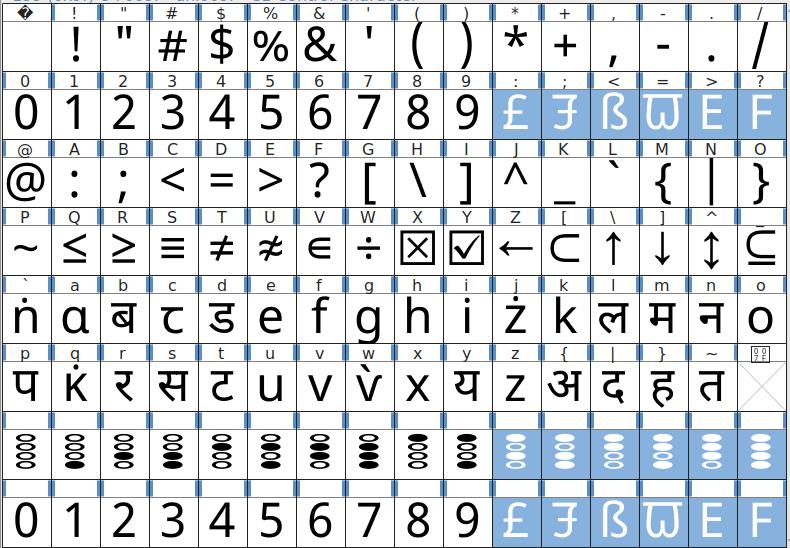 � ! " # $ % & ' ( ) * + , - . /
! " # $ % & ' ( ) * + , - . /
0 1 2 3 4 5 6 7 8 9 : ; < = > ?
0 1 2 3 4 5 6 7 8 9 £ ß E F
@ A B C D E F G H I J K L M N O
@ : ; < = > ? [ \ ] ^ _ ` { | }
P Q R S T U V W X Y Z [ \ ] ^ _
~ ≤ ≥ ≡ ≠ ≉ ∊ ÷ ☒ ☑ ← ⊂ ↑ ↓ ↕ ⊆
` a b c d e f g h i j k l m n o
ṅ ɑ ब ट ड e f g h i ż k ल म न o
p q r s t u v w x y z { | } ~
प k̇ र स ट u v v̀ x य z अ द ह त
0 1 2 3 4 5 6 7 8 9 £ ß E F